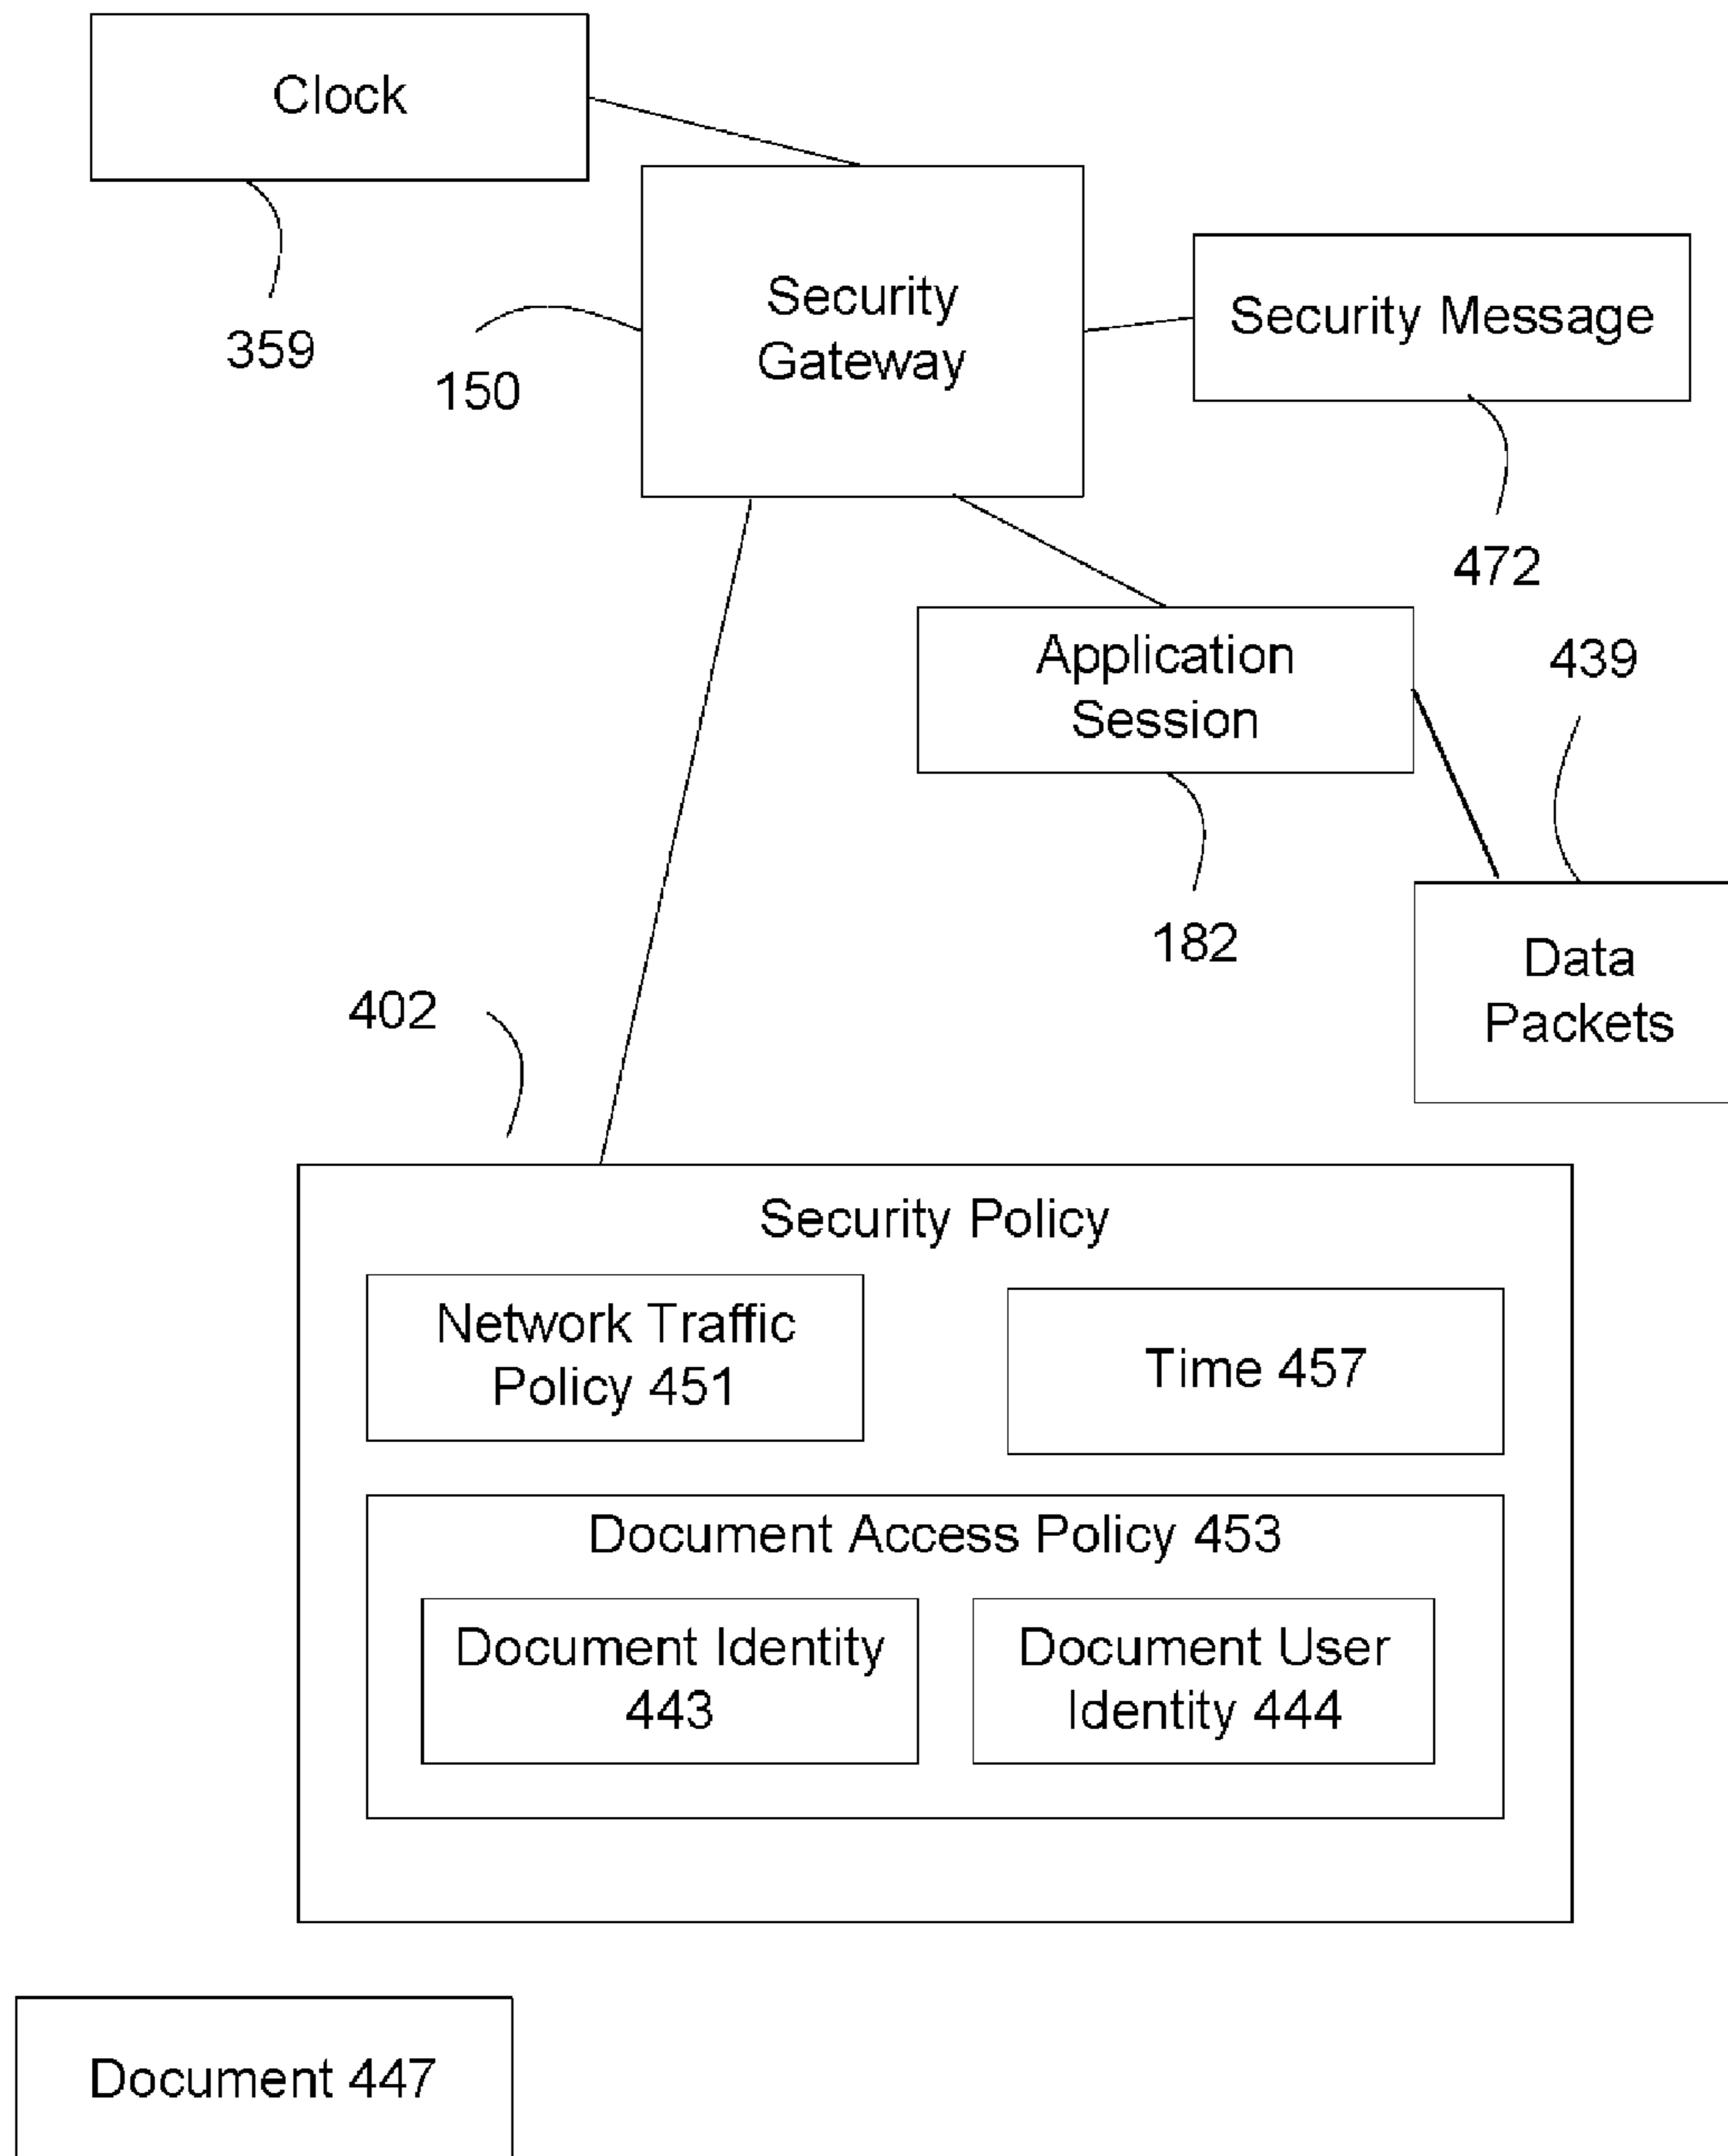 Clock
359
Security
Gateway
150
Security Message
472
Application
Session
182
439
Data
Packets
402
Security Policy
Network Traffic
Policy 451
Time 457
Document Access Policy 453
Document Identity
443
Document User
Identity 444
Document 447